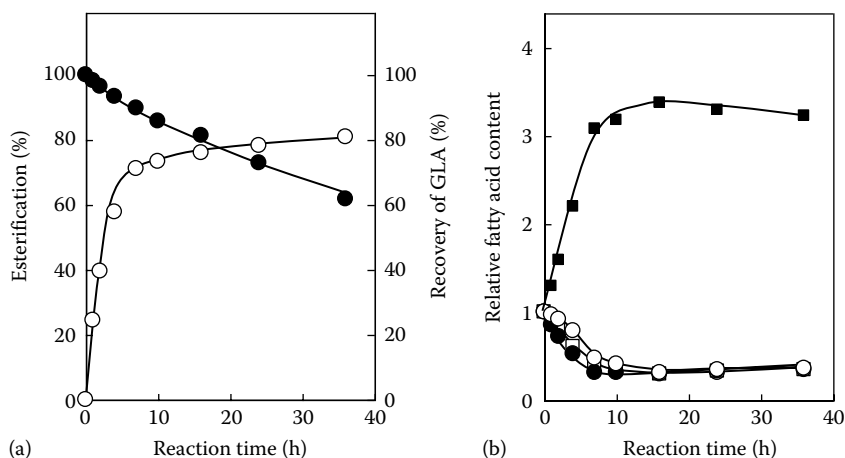 100
80
60
40
20
0
Esterification (%)
100
80
60
40
20
0
Recovery of GLA (%)
0 10 20 30 40
(a) Reaction time (h)
4
3
2
1
0
Relative fatty acid content
0 10 20 30 40
(b) Reaction time (h)